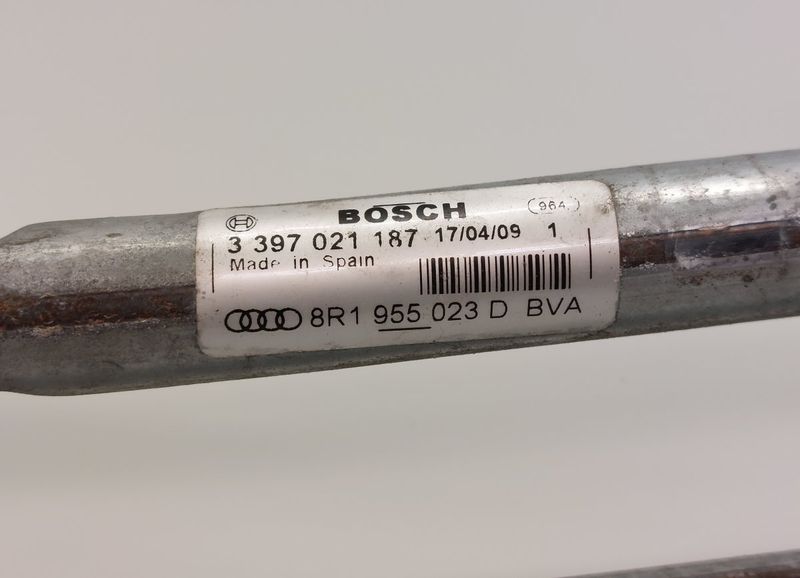 BOSCH (964)
3 397 021 187 17/04/09 1
Made in Spain
8R1 955 023 D BVA